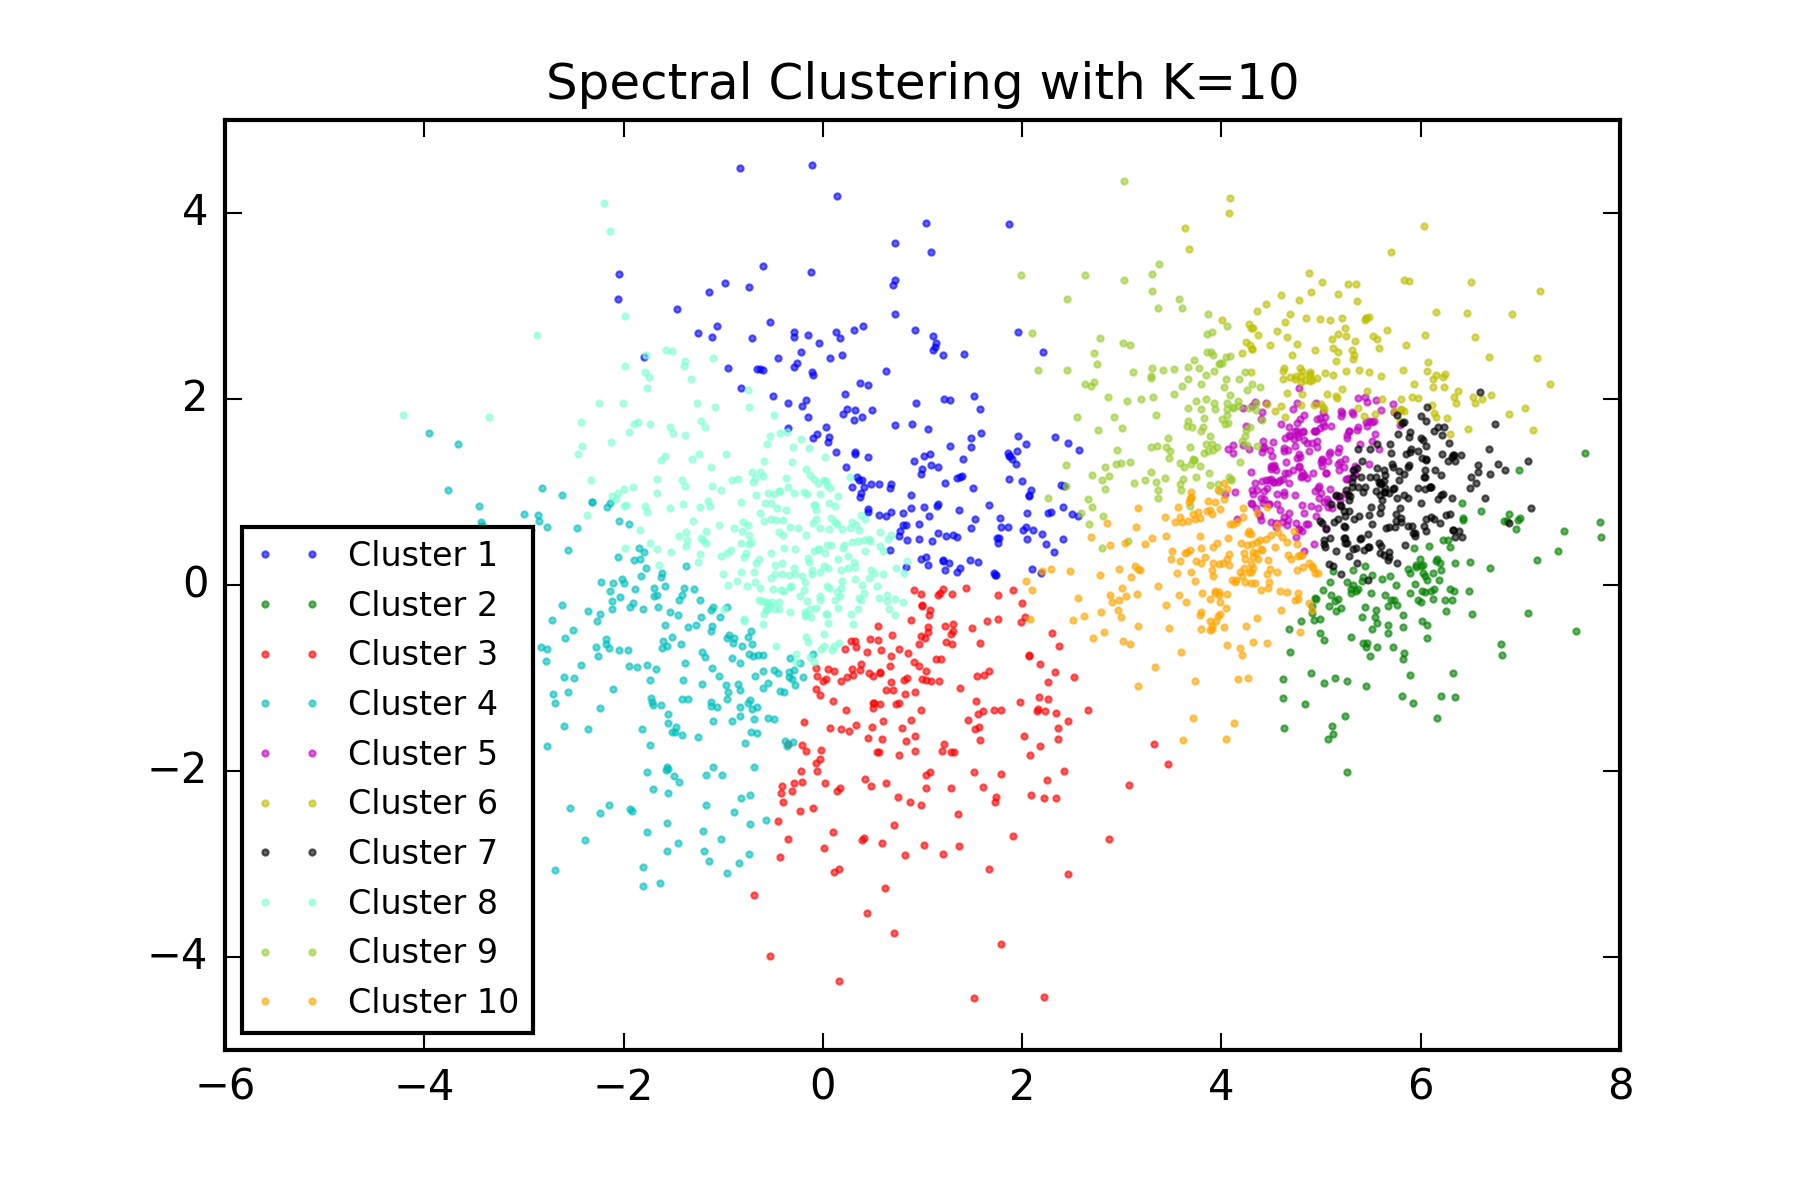 Spectral Clustering with K=10
4
2
0
−2
−4
Cluster 1
Cluster 2
Cluster 3
Cluster 4
Cluster 5
Cluster 6
Cluster 7
Cluster 8
Cluster 9
Cluster 10
−6 −4 −2 0 2 4 6 8